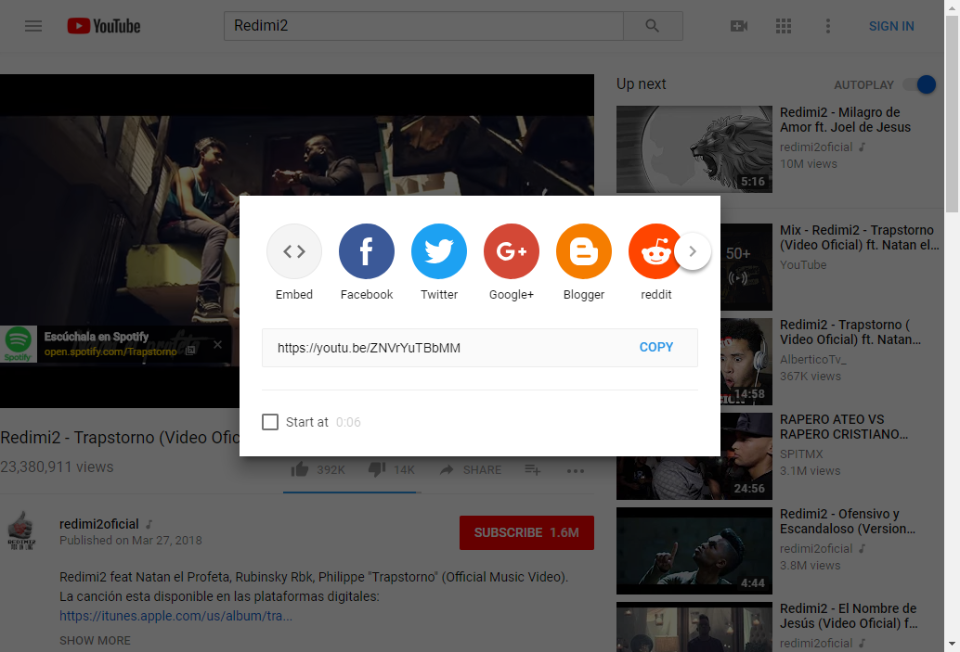 YouTube
Redimi2
SIGN IN
Up next
AUTOPLAY
Redimi2 - Milagro de
Amor ft. Joel de Jesus
redimi2oficial
10M views
5:16
Mix - Redimi2 - Trapstorno
(Video Oficial) ft. Natan el...
YouTube
50+
Redimi2 - Trapstorno (
Video Oficial) ft. Natan...
AlberticoTv_
367K views
14:58
RAPERO ATEO VS
RAPERO CRISTIANO...
SPITMX
3.1M views
24:56
Redimi2 - Ofensivo y
Escandaloso (Version...
redimi2oficial
3.8M views
4:44
Redimi2 - El Nombre de
Jesús (Video Oficial) f...
redimi2oficial
Embed
Facebook
Twitter
Google+
Blogger
reddit
https://youtu.be/ZNVrYuTBbMM
COPY
Start at 0:06
Spotify
Escúchala en Spotify
open.spotify.com/Trapstorno
Redimi2 - Trapstorno (Video Ofic
23,380,911 views
392K
14K
SHARE
redimi2oficial
Published on Mar 27, 2018
SUBSCRIBE 1.6M
Redimi2 feat Natan el Profeta, Rubinsky Rbk, Philippe "Trapstorno" (Official Music Video).
La canción esta disponible en las plataformas digitales:
https://itunes.apple.com/us/album/tra...
SHOW MORE